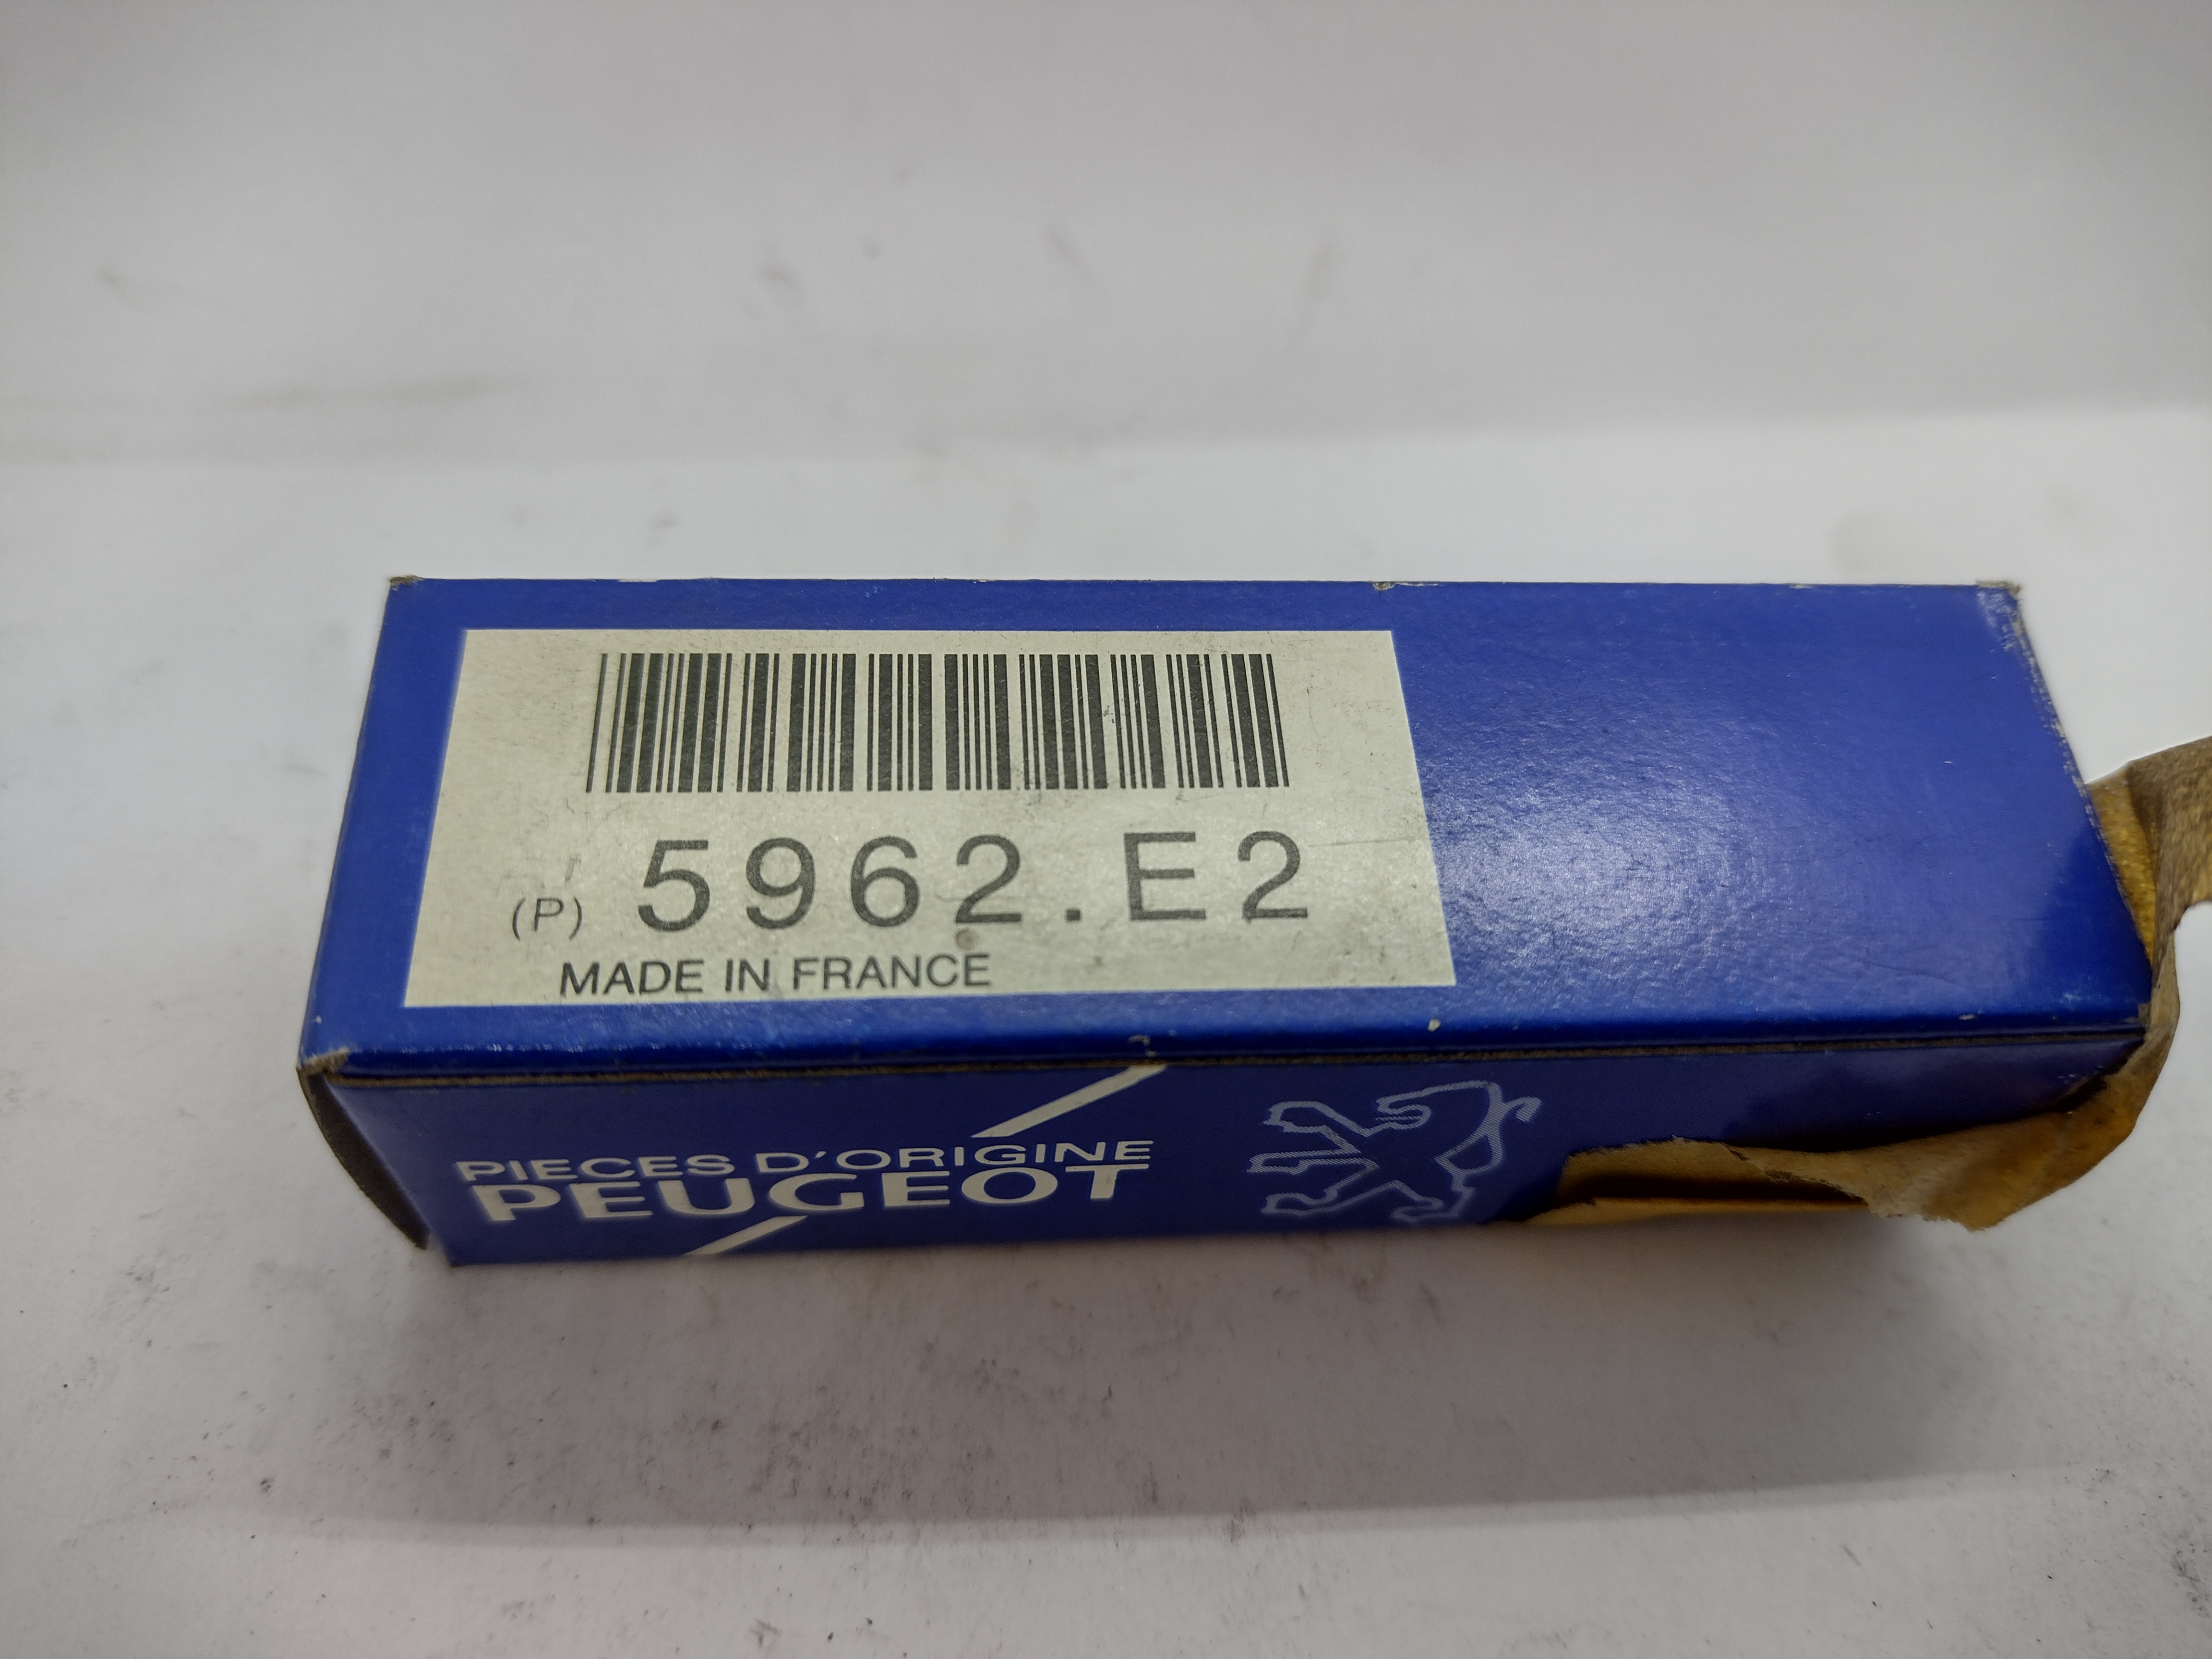 (P) 5962.E2
MADE IN FRANCE
PIECES D'ORIGINE
PEUGEOT